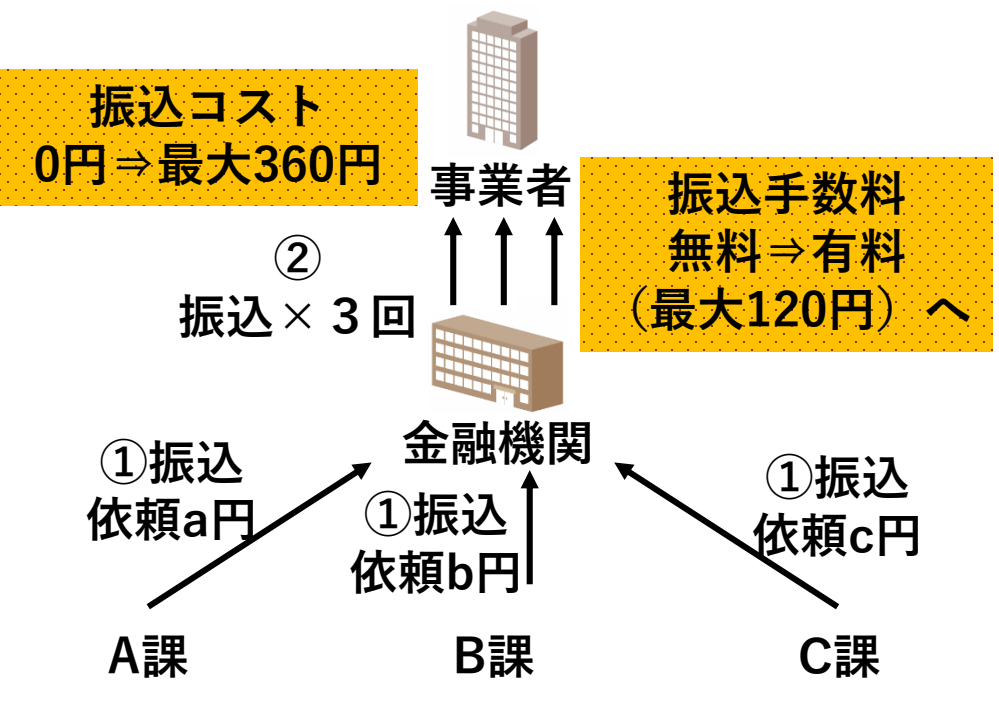 振込コスト
0円⇒最大360円
事業者
振込手数料
無料⇒有料
（最大120円）へ
②
振込×３回
金融機関
①振込
依頼a円
①振込
依頼b円
①振込
依頼c円
A課
B課
C課